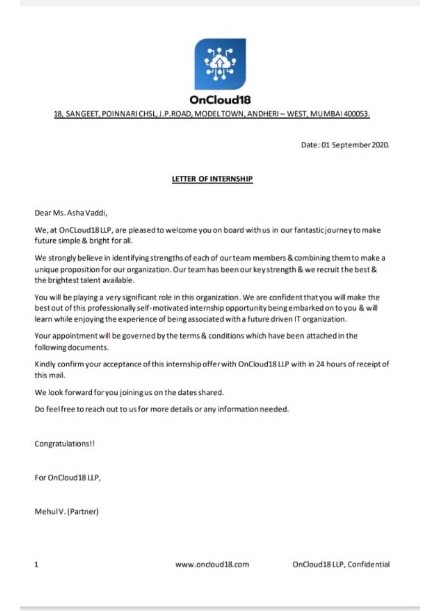 OnCloud18
18, SANGEET, POINNARI CHSL, J.P.ROAD, MODEL TOWN, ANDHERI – WEST, MUMBAI 400053.
Date: 01 September 2020.
LETTER OF INTERNSHIP
Dear Ms. Asha Vaddi,
We, at OnCLoud18 LLP, are pleased to welcome you on board with us in our fantastic journey to make
future simple & bright for all.
We strongly believe in identifying strengths of each of our team members & combining them to make a
unique proposition for our organization. Our team has been our key strength & we recruit the best &
the brightest talent available.
You will be playing a very significant role in this organization. We are confident that you will make the
best out of this professionally self-motivated internship opportunity being embarked on to you & will
learn while enjoying the experience of being associated with a future driven IT organization.
Your appointment will be governed by the terms & conditions which have been attached in the
following documents.
Kindly confirm your acceptance of this internship offer with OnCloud18 LLP with in 24 hours of receipt of
this mail.
We look forward for you joining us on the dates shared.
Do feel free to reach out to us for more details or any information needed.
Congratulations!!
For OnCloud18 LLP,
Mehul V. (Partner)
1 www.oncloud18.com OnCloud18 LLP, Confidential